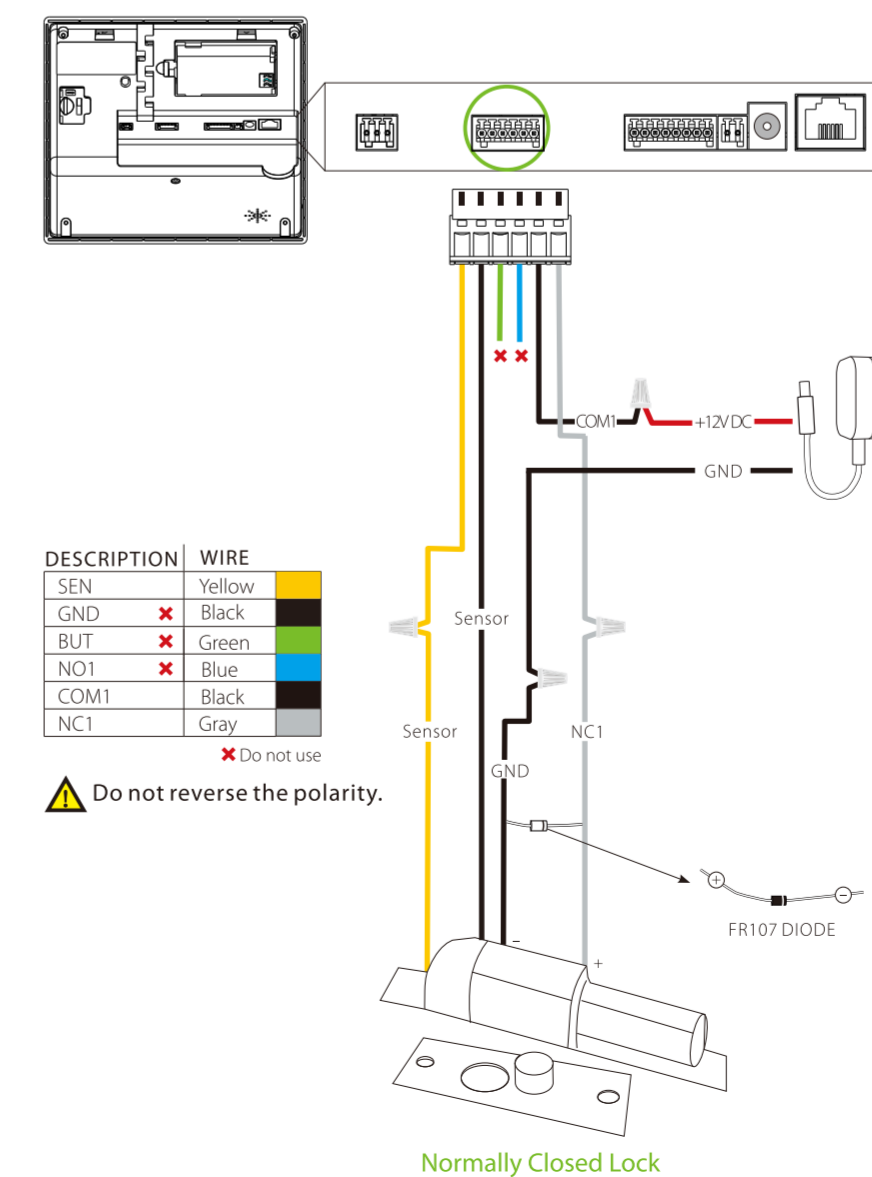 COM1
+12V DC
GND
DESCRIPTION WIRE
SEN Yellow
GND ✖ Black
BUT ✖ Green
NO1 ✖ Blue
COM1 Black
NC1 Gray
✖ Do not use
Do not reverse the polarity.
Sensor
Sensor
NC1
GND
FR107 DIODE
Normally Closed Lock